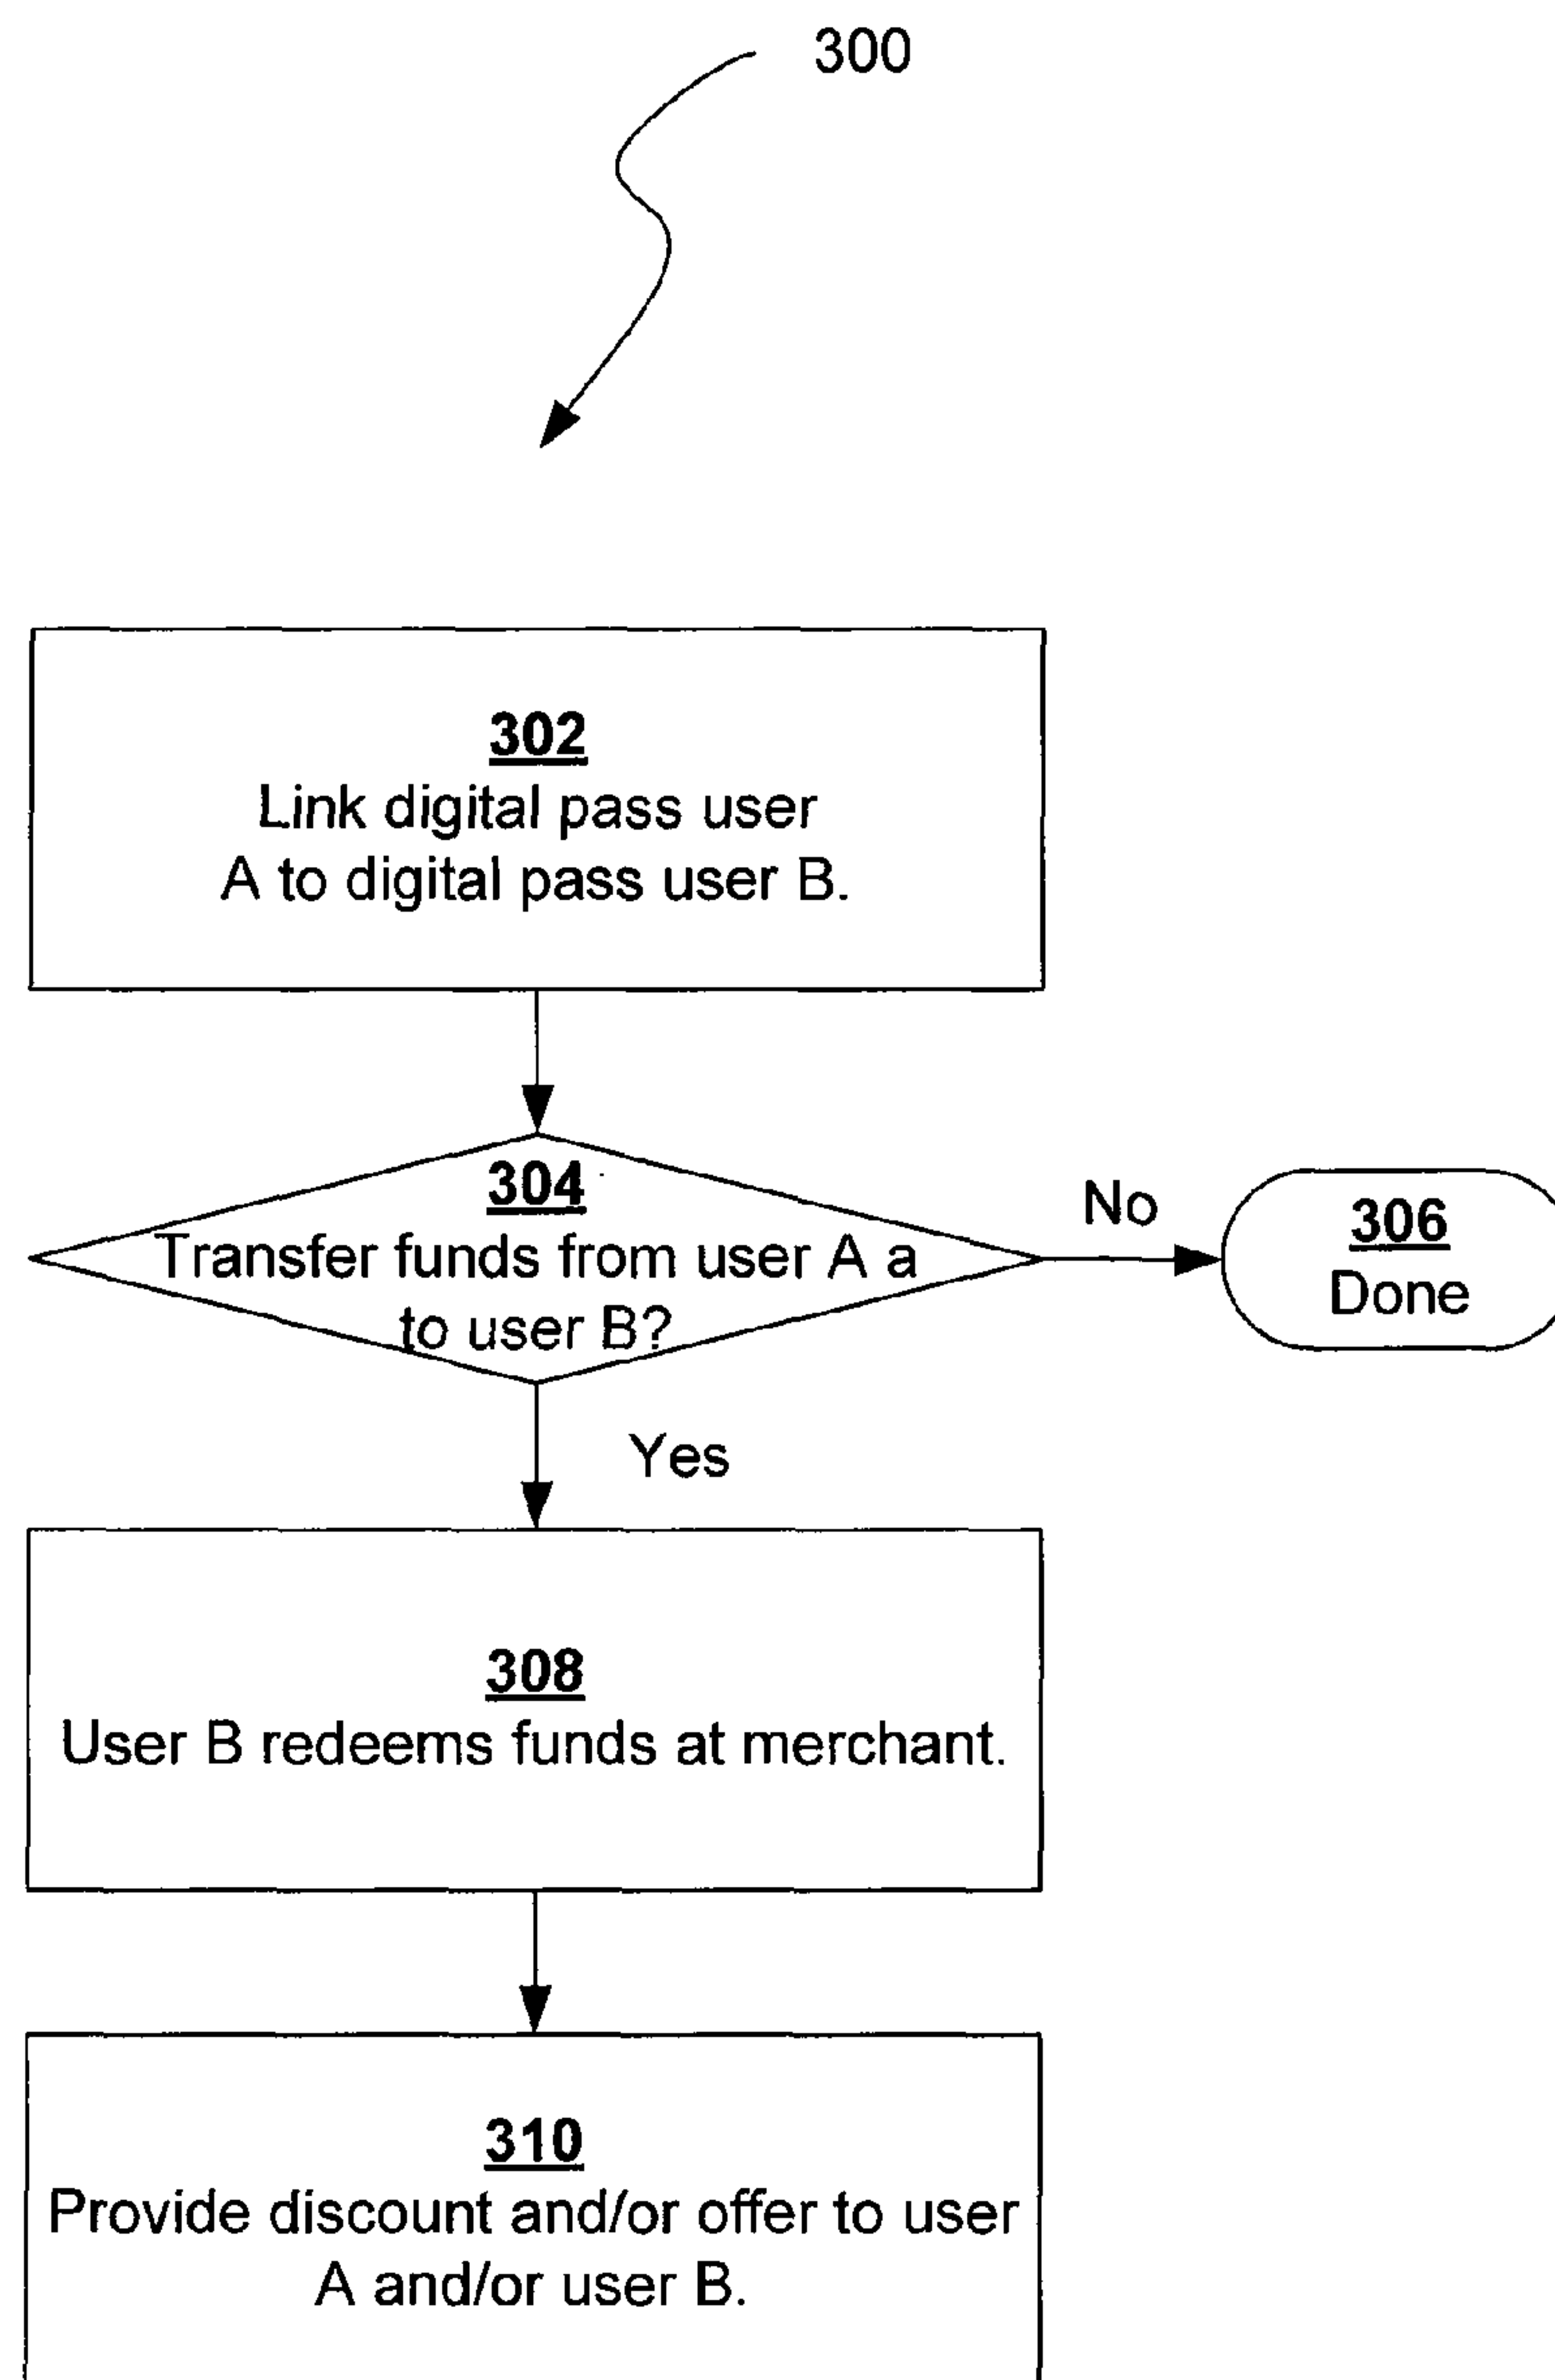 300
302
Link digital pass user
A to digital pass user B.
304
Transfer funds from user A a
to user B?
No
306
Done
Yes
308
User B redeems funds at merchant.
310
Provide discount and/or offer to user
A and/or user B.